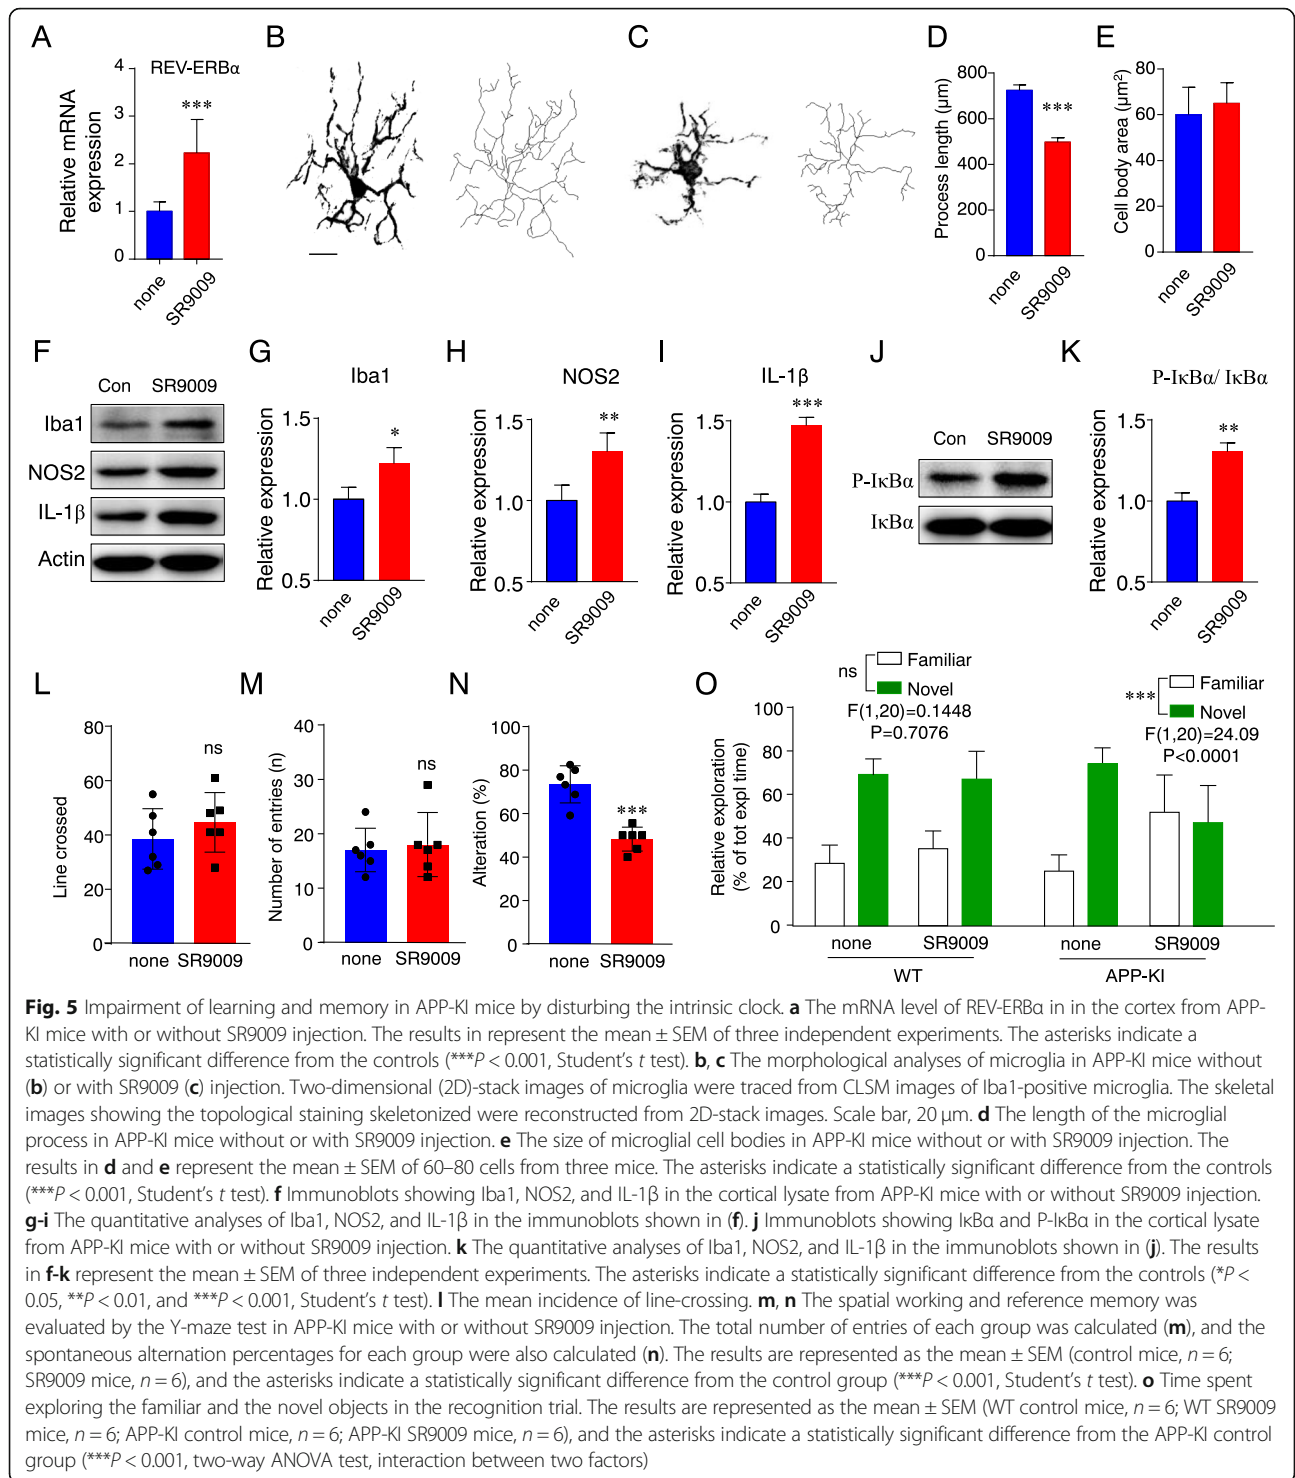 A
REV-ERBα
Relative mRNA
expression
4
3
2
1
0
***
none
SR9009
B
C
D
Process length (µm)
800
600
400
200
0
***
none
SR9009
E
Cell body area (µm²)
80
60
40
20
0
none
SR9009
F
Con SR9009
Iba1
NOS2
IL-1β
Actin
G
Iba1
Relative expression
1.5
1.0
0.5
*
none
SR9009
H
NOS2
Relative expression
1.5
1.0
0.5
**
none
SR9009
I
IL-1β
Relative expression
1.5
1.0
0.5
***
none
SR9009
J
Con SR9009
P-IκBα
IκBα
K
P-IκBα/ IκBα
Relative expression
1.5
1.0
0.5
**
none
SR9009
L
Line crossed
80
60
40
20
0
ns
none SR9009
M
Number of entries (n)
40
30
20
10
0
ns
none SR9009
N
Alteration (%)
100
80
60
40
20
0
***
none SR9009
O
Relative exploration
(% of tot expl time)
100
80
60
40
20
0
ns
Familiar
Novel
F(1,20)=0.1448
P=0.7076
***
Familiar
Novel
F(1,20)=24.09
P<0.0001
none SR9009 none SR9009
WT APP-KI
Fig. 5 Impairment of learning and memory in APP-KI mice by disturbing the intrinsic clock. a The mRNA level of REV-ERBα in in the cortex from APP-
KI mice with or without SR9009 injection. The results in represent the mean ± SEM of three independent experiments. The asterisks indicate a
statistically significant difference from the controls (***P < 0.001, Student's t test). b, c The morphological analyses of microglia in APP-KI mice without
(b) or with SR9009 (c) injection. Two-dimensional (2D)-stack images of microglia were traced from CLSM images of Iba1-positive microglia. The skeletal
images showing the topological staining skeletonized were reconstructed from 2D-stack images. Scale bar, 20 µm. d The length of the microglial
process in APP-KI mice without or with SR9009 injection. e The size of microglial cell bodies in APP-KI mice without or with SR9009 injection. The
results in d and e represent the mean ± SEM of 60–80 cells from three mice. The asterisks indicate a statistically significant difference from the controls
(***P < 0.001, Student's t test). f Immunoblots showing Iba1, NOS2, and IL-1β in the cortical lysate from APP-KI mice with or without SR9009 injection.
g-i The quantitative analyses of Iba1, NOS2, and IL-1β in the immunoblots shown in (f). j Immunoblots showing IκBα and P-IκBα in the cortical lysate
from APP-KI mice with or without SR9009 injection. k The quantitative analyses of Iba1, NOS2, and IL-1β in the immunoblots shown in (j). The results
in f-k represent the mean ± SEM of three independent experiments. The asterisks indicate a statistically significant difference from the controls (*P <
0.05, **P < 0.01, and ***P < 0.001, Student's t test). l The mean incidence of line-crossing. m, n The spatial working and reference memory was
evaluated by the Y-maze test in APP-KI mice with or without SR9009 injection. The total number of entries of each group was calculated (m), and the
spontaneous alternation percentages for each group were also calculated (n). The results are represented as the mean ± SEM (control mice, n = 6;
SR9009 mice, n = 6), and the asterisks indicate a statistically significant difference from the control group (***P < 0.001, Student's t test). o Time spent
exploring the familiar and the novel objects in the recognition trial. The results are represented as the mean ± SEM (WT control mice, n = 6; WT SR9009
mice, n = 6; APP-KI control mice, n = 6; APP-KI SR9009 mice, n = 6), and the asterisks indicate a statistically significant difference from the APP-KI control
group (***P < 0.001, two-way ANOVA test, interaction between two factors)